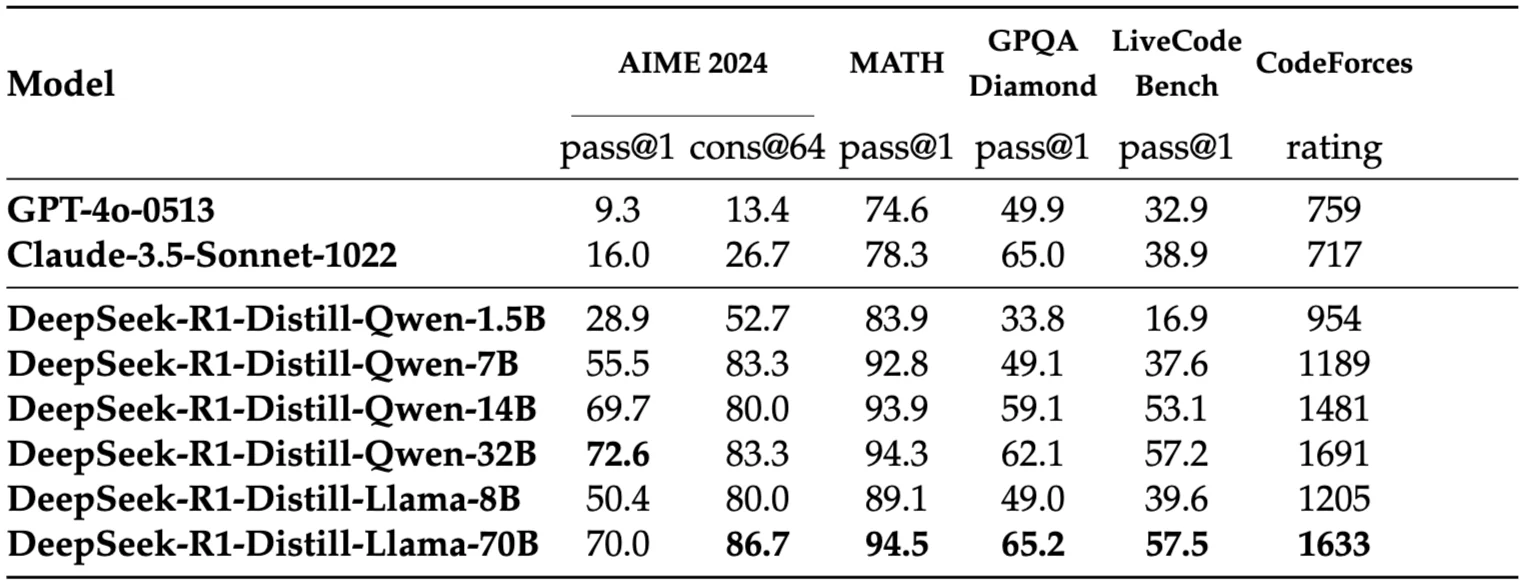 Model AIME 2024 MATH GPQA Diamond LiveCode Bench CodeForces
pass@1 cons@64 pass@1 pass@1 pass@1 rating
GPT-4o-0513 9.3 13.4 74.6 49.9 32.9 759
Claude-3.5-Sonnet-1022 16.0 26.7 78.3 65.0 38.9 717
DeepSeek-R1-Distill-Qwen-1.5B 28.9 52.7 83.9 33.8 16.9 954
DeepSeek-R1-Distill-Qwen-7B 55.5 83.3 92.8 49.1 37.6 1189
DeepSeek-R1-Distill-Qwen-14B 69.7 80.0 93.9 59.1 53.1 1481
DeepSeek-R1-Distill-Qwen-32B 72.6 83.3 94.3 62.1 57.2 1691
DeepSeek-R1-Distill-Llama-8B 50.4 80.0 89.1 49.0 39.6 1205
DeepSeek-R1-Distill-Llama-70B 70.0 86.7 94.5 65.2 57.5 1633